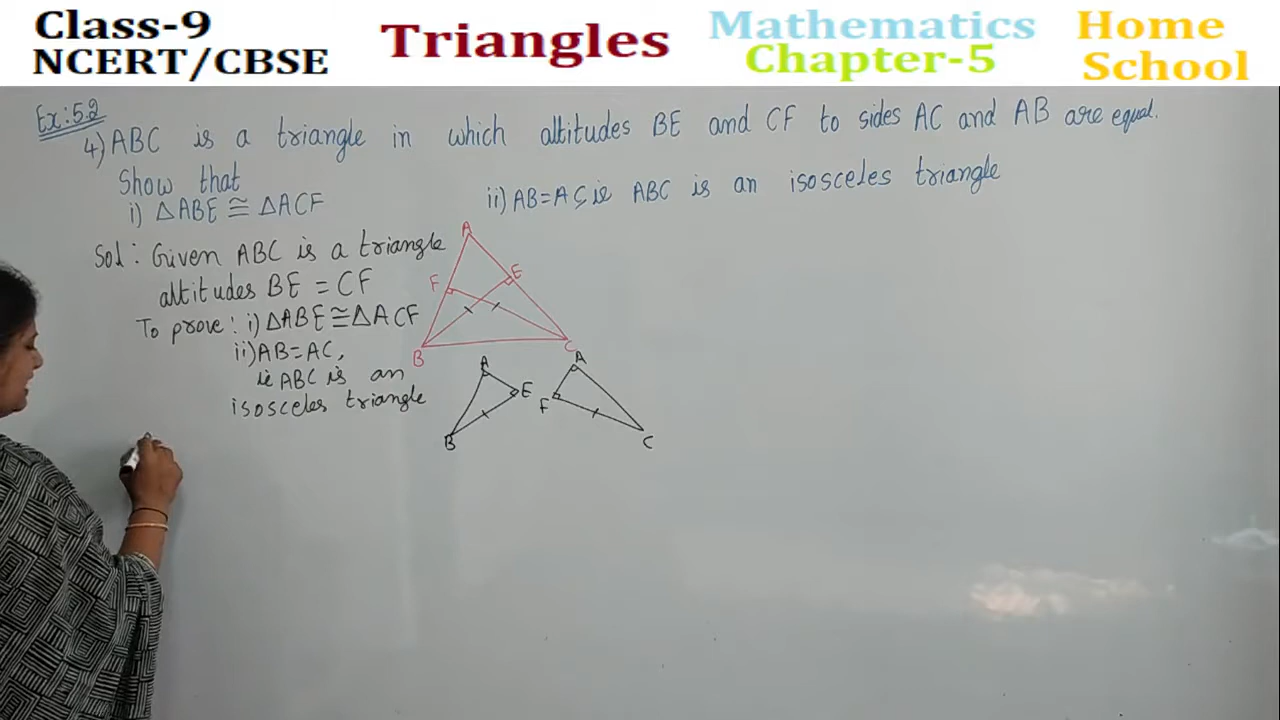 Class-9
NCERT/CBSE
Triangles
Mathematics
Chapter-5
Home
School
Ex:5.2
4) ABC is a triangle in which altitudes BE and CF to sides AC and AB are equal.
Show that
i) △ABE ≅ △ACF
ii) AB=AC, ie ABC is an isosceles triangle
Sol: Given ABC is a triangle
altitudes BE = CF
To prove: i) △ABE ≅ △ACF
ii) AB=AC,
ie ABC is an
isosceles triangle
A
F
E
B
C
A
E
B
A
F
C